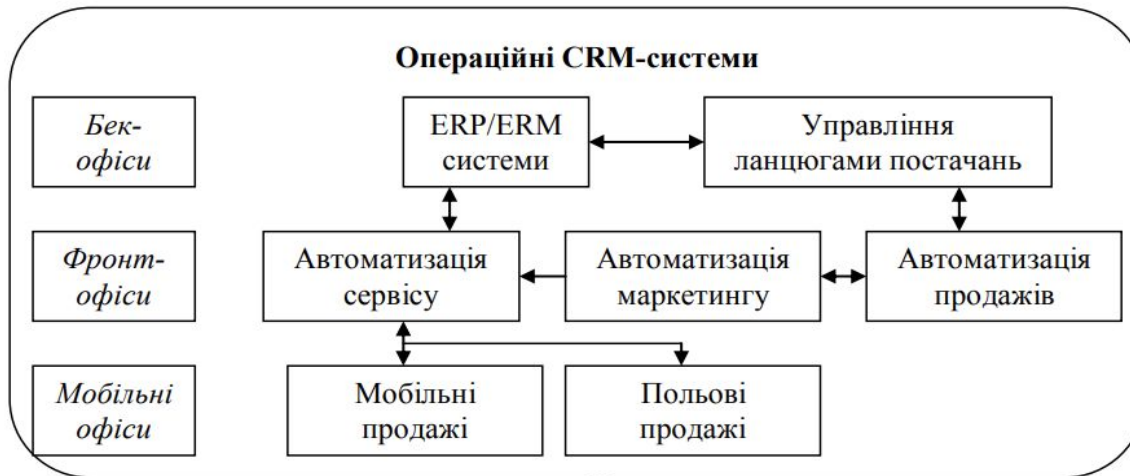 Операційні CRM-системи
Бек-
офіси
ERP/ERM
системи
Управління
ланцюгами постачань
Фронт-
офіси
Автоматизація
сервісу
Автоматизація
маркетингу
Автоматизація
продажів
Мобільні
офіси
Мобільні
продажі
Польові
продажі